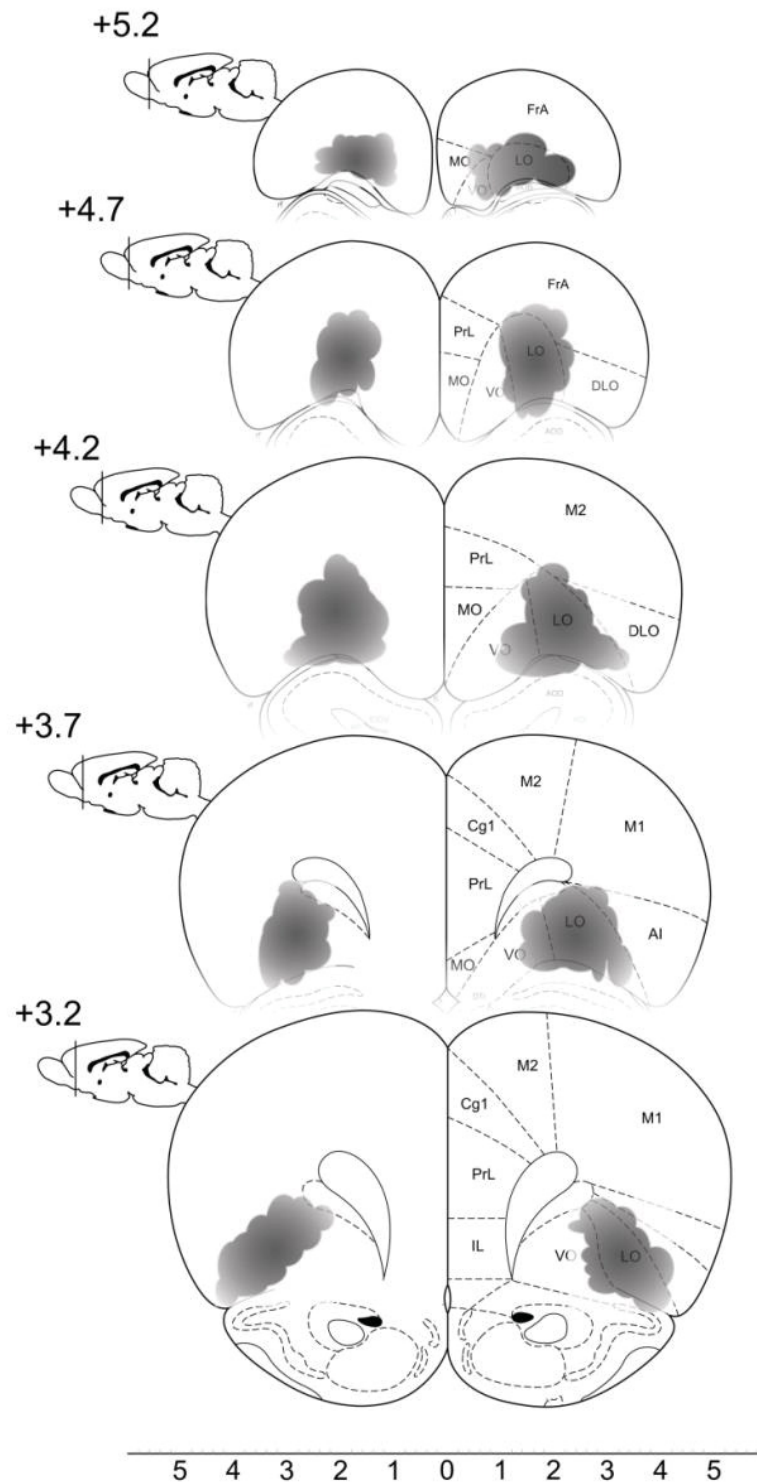 +5.2
FrA
MO LO
VO
+4.7
FrA
PrL
LO
MO VO DLO
AOD
+4.2
M2
PrL
MO LO DLO
VO
AOD
+3.7
M2
Cg1 M1
PrL
LO AI
MO VO
+3.2
M2
Cg1 M1
PrL
IL VO LO
5 4 3 2 1 0 1 2 3 4 5